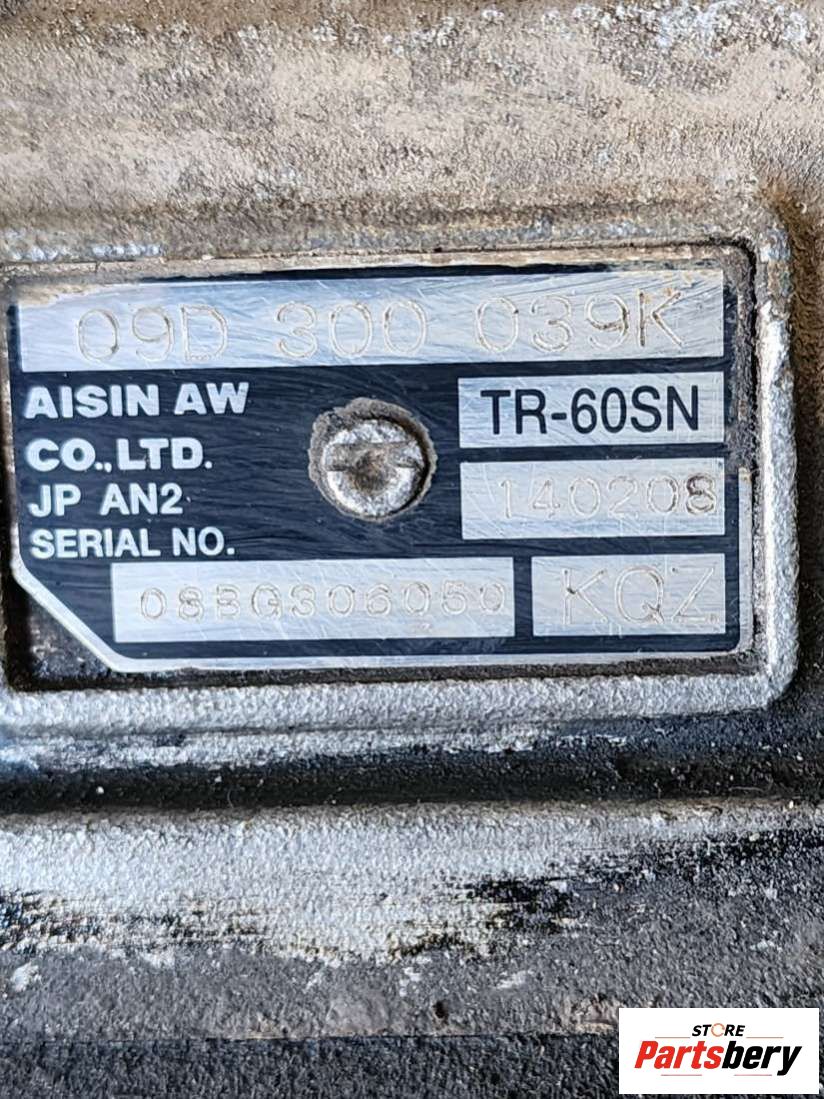 09D 300 039K
AISIN AW
CO.,LTD.
JP AN2
SERIAL NO.
TR-60SN
140208
08BG306050 KQZ
STORE
Partsbery